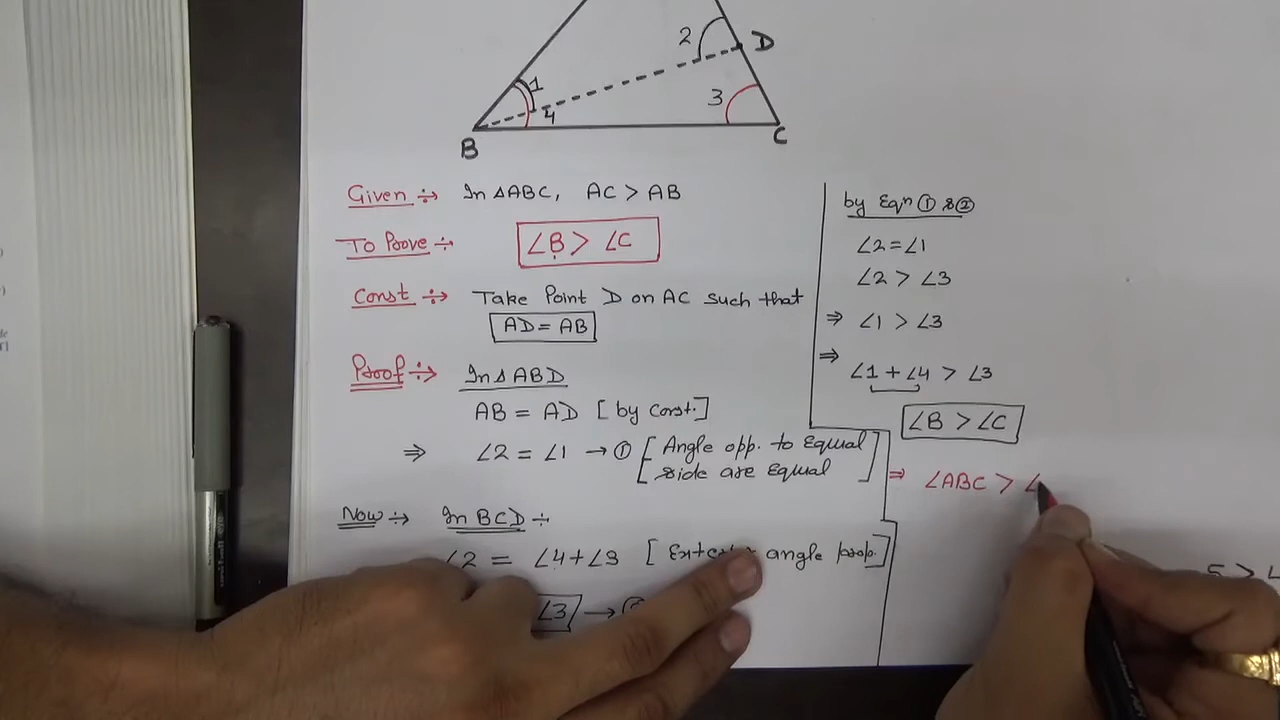 2
D
1
3
4
B
C
Given ÷ In △ABC, AC > AB
To Prove ÷ ∠B > ∠C
Const ÷ Take Point D on AC such that
AD = AB
Proof ÷ In △ ABD
AB = AD [by Const.]
⇒ ∠2 = ∠1 → ① [Angle opp. to Equal
side are Equal]
Now ÷ In BCD ÷
∠2 = ∠4+∠3 [ angle prop.]
∠3 →
by Eqⁿ ① & ②
∠2 = ∠1
∠2 > ∠3
⇒ ∠1 > ∠3
⇒ ∠1 + ∠4 > ∠3
∠B > ∠C
⇒ ∠ABC > ∠
5 >